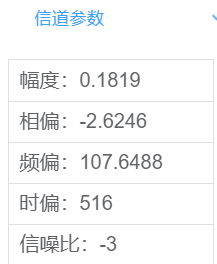 信道参数
幅度：0.1819
相偏：-2.6246
频偏：107.6488
时偏：516
信噪比：-3